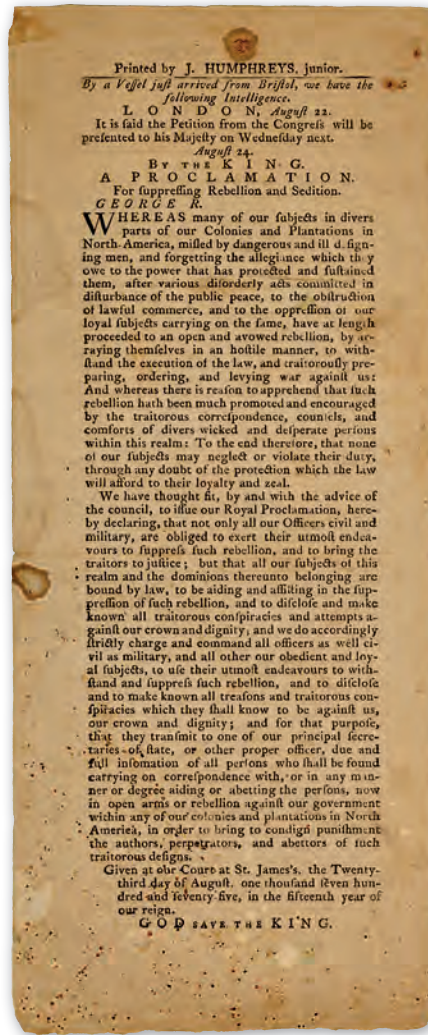 Printed by J. HUMPHREYS, junior.
By a Veſſel juſt arrived from Briſtol, we have the
following Intelligence.
LONDON, Auguſt 22.
It is ſaid the Petition from the Congreſs will be
preſented to his Majeſty on Wedneſday next.
Auguſt 24.
BY THE KING.
A PROCLAMATION.
For ſuppreſſing Rebellion and Sedition.
GEORGE R.
WHEREAS many of our ſubjects in divers
parts of our Colonies and Plantations in
North-America, miſled by dangerous and ill deſign-
ing men, and forgetting the allegiance which they
owe to the power that has protected and ſuſtained
them, after various diſorderly acts committed in
diſturbance of the public peace, to the obſtruction
of lawful commerce, and to the oppreſſion of our
loyal ſubjects carrying on the ſame, have at length
proceeded to an open and avowed rebellion, by ar-
raying themſelves in an hoſtile manner, to with-
ſtand the execution of the law, and traitorouſly pre-
paring, ordering, and levying war againſt us:
And whereas there is reaſon to apprehend that ſuch
rebellion hath been much promoted and encouraged
by the traitorous correſpondence, counſels, and
comforts of divers wicked and deſperate perſons
within this realm: To the end therefore, that none
of our ſubjects may neglect or violate their duty,
through any doubt of the protection which the law
will afford to their loyalty and zeal.
We have thought fit, by and with the advice of
the council, to iſſue our Royal Proclamation, here-
by declaring, that not only all our Officers civil and
military, are obliged to exert their utmoſt endea-
vours to ſuppreſs ſuch rebellion, and to bring the
traitors to juſtice; but that all our ſubjects of this
realm and the dominions thereunto belonging are
bound by law, to be aiding and aſſiſting in the ſup-
preſſion of ſuch rebellion, and to diſcloſe and make
known all traitorous conſpiracies and attempts a-
gainſt our crown and dignity; and we do accordingly
ſtrictly charge and command all officers as well ci-
vil as military, and all other our obedient and loy-
al ſubjects, to uſe their utmoſt endeavours to with-
ſtand and ſuppreſs ſuch rebellion, and to diſcloſe
and to make known all treaſons and traitorous con-
ſpiracies which they ſhall know to be againſt us,
our crown and dignity; and for that purpoſe,
that they tranſmit to one of our principal ſecre-
taries of ſtate, or other proper officer, due and
full infomation of all perſons who ſhall be found
carrying on correſpondence with, or in any man-
ner or degree aiding or abetting the perſons, now
in open arms or rebellion againſt our government
within any of our colonies and plantations in North
America, in order to bring to condign puniſhment
the authors, perpetrators, and abettors of ſuch
traitorous deſigns.
Given at our Court at St. James's. the Twenty-
third day of Auguſt. one thouſand ſeven hun-
dred and ſeventy-five, in the fifteenth year of
our reign.
GOD SAVE THE KING.